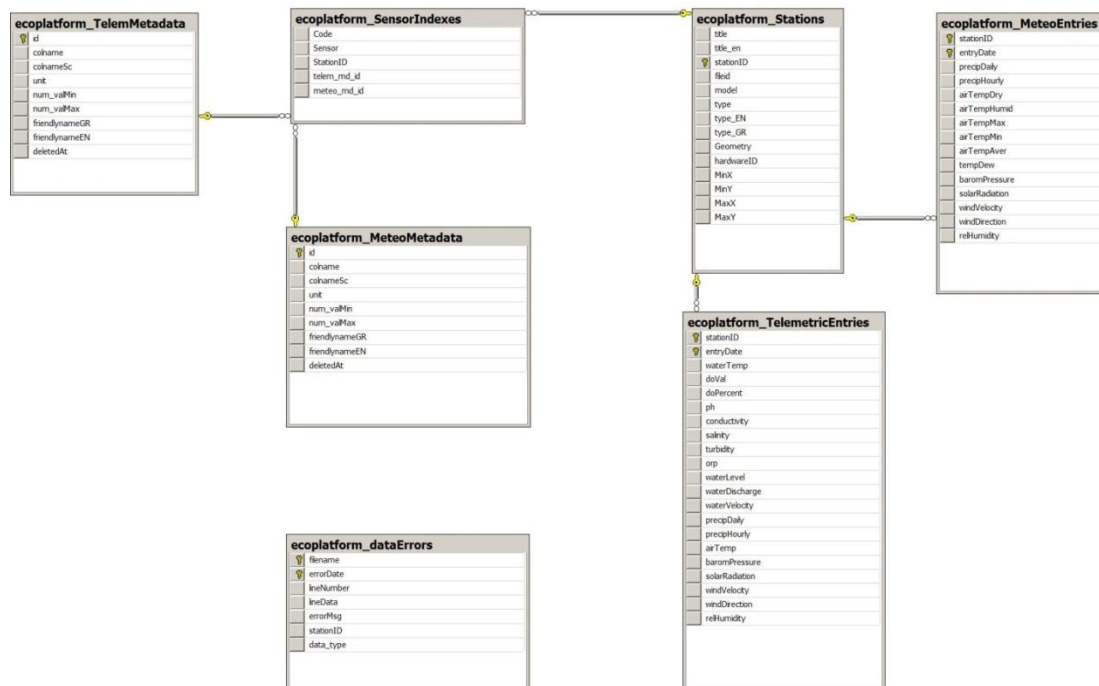 ecoplatform_TelemMetadata
id
colname
colnameSc
unit
num_valMin
num_valMax
friendlynameGR
friendlynameEN
deletedAt
ecoplatform_SensorIndexes
Code
Sensor
StationID
telem_md_id
meteo_md_id
ecoplatform_Stations
title
title_en
stationID
fileid
model
type
type_EN
type_GR
Geometry
hardwareID
MinX
MinY
MaxX
MaxY
ecoplatform_MeteoEntries
stationID
entryDate
precipDaily
precipHourly
airTempDry
airTempHumid
airTempMax
airTempMin
airTempAver
tempDew
baromPressure
solarRadiation
windVelocity
windDirection
relHumidity
ecoplatform_MeteoMetadata
id
colname
colnameSc
unit
num_valMin
num_valMax
friendlynameGR
friendlynameEN
deletedAt
ecoplatform_TelemetricEntries
stationID
entryDate
waterTemp
doVal
doPercent
ph
conductivity
salinity
turbidity
orp
waterLevel
waterDischarge
waterVelocity
precipDaily
precipHourly
airTemp
baromPressure
solarRadiation
windVelocity
windDirection
relHumidity
ecoplatform_dataErrors
filename
errorDate
lineNumber
lineData
errorMsg
stationID
data_type